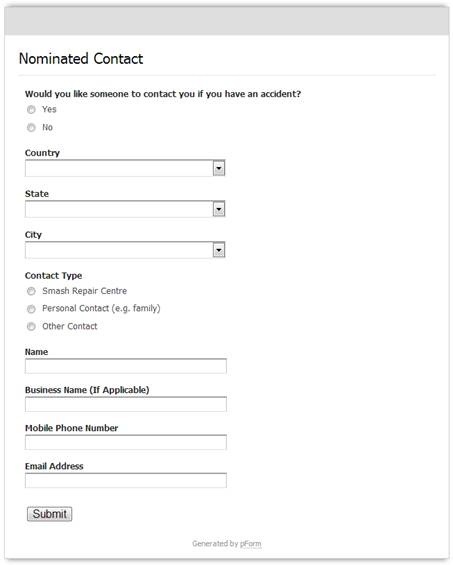 Nominated Contact
Would you like someone to contact you if you have an accident?
Yes
No
Country
State
City
Contact Type
Smash Repair Centre
Personal Contact (e.g. family)
Other Contact
Name
Business Name (If Applicable)
Mobile Phone Number
Email Address
Submit
Generated by pForm